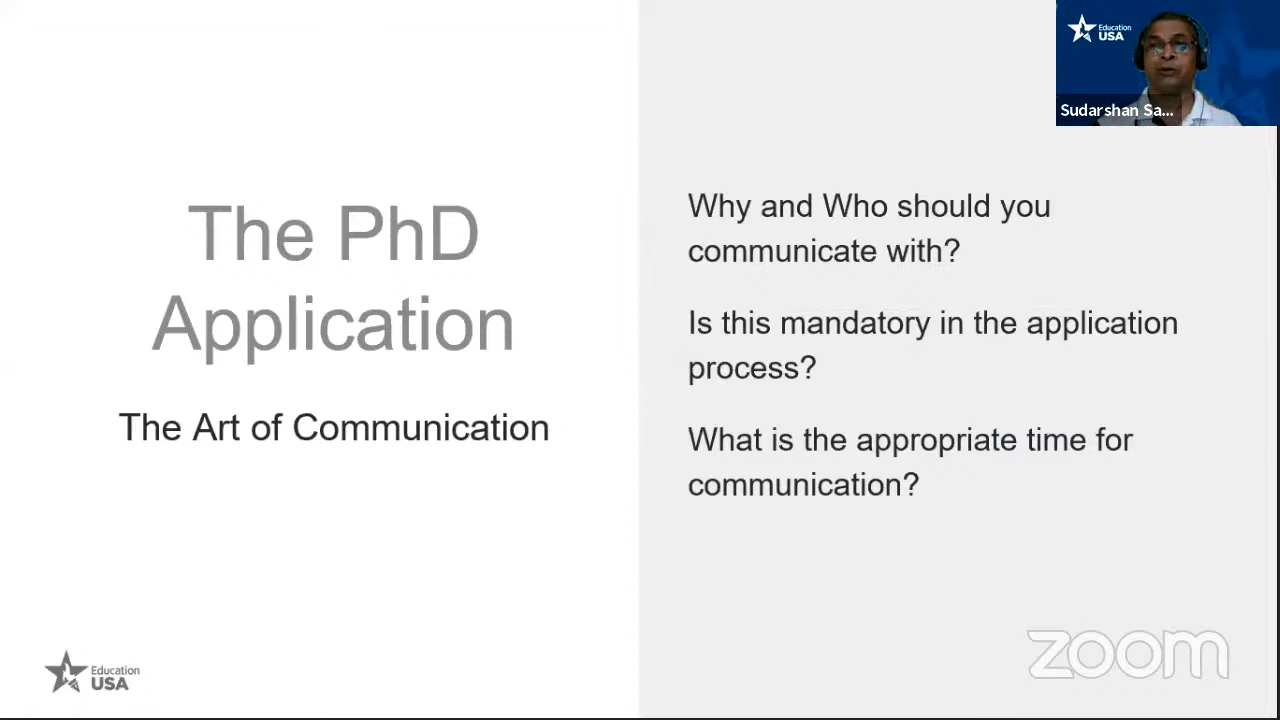 Education
USA
Sudarshan Sa...
The PhD
Application
The Art of Communication
Why and Who should you
communicate with?
Is this mandatory in the application
process?
What is the appropriate time for
communication?
Education
USA
zoom